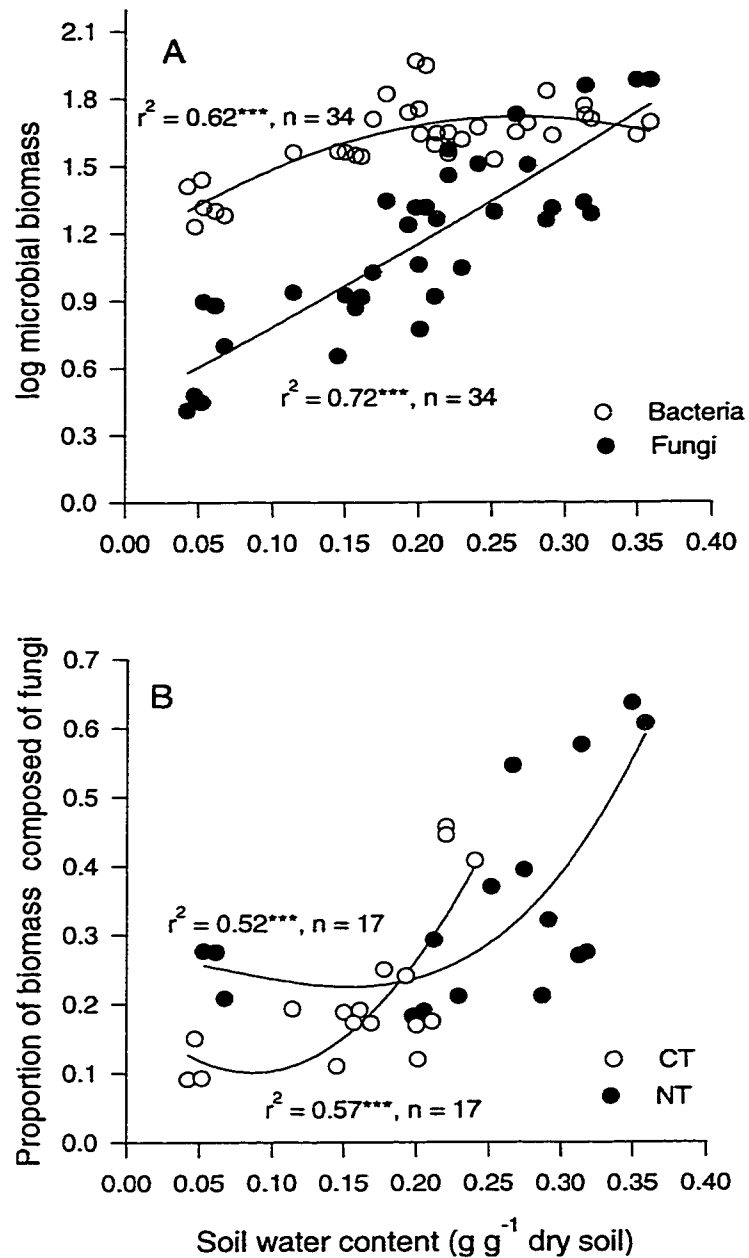 A
log microbial biomass
2.1
1.8
1.5
1.2
0.9
0.6
0.3
0.0
r² = 0.62***, n = 34
r² = 0.72***, n = 34
Bacteria
Fungi
0.00 0.05 0.10 0.15 0.20 0.25 0.30 0.35 0.40
B
Proportion of biomass composed of fungi
0.7
0.6
0.5
0.4
0.3
0.2
0.1
0.0
r² = 0.52***, n = 17
r² = 0.57***, n = 17
CT
NT
0.00 0.05 0.10 0.15 0.20 0.25 0.30 0.35 0.40
Soil water content (g g⁻¹ dry soil)